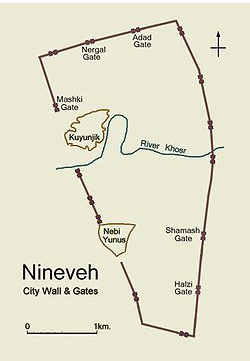 Adad
Gate
Nergal
Gate
Mashki
Gate
Kuyunjik
River Khosr
Nebi
Yunus
Shamash
Gate
Halzi
Gate
Nineveh
City Wall & Gates
0 1km.